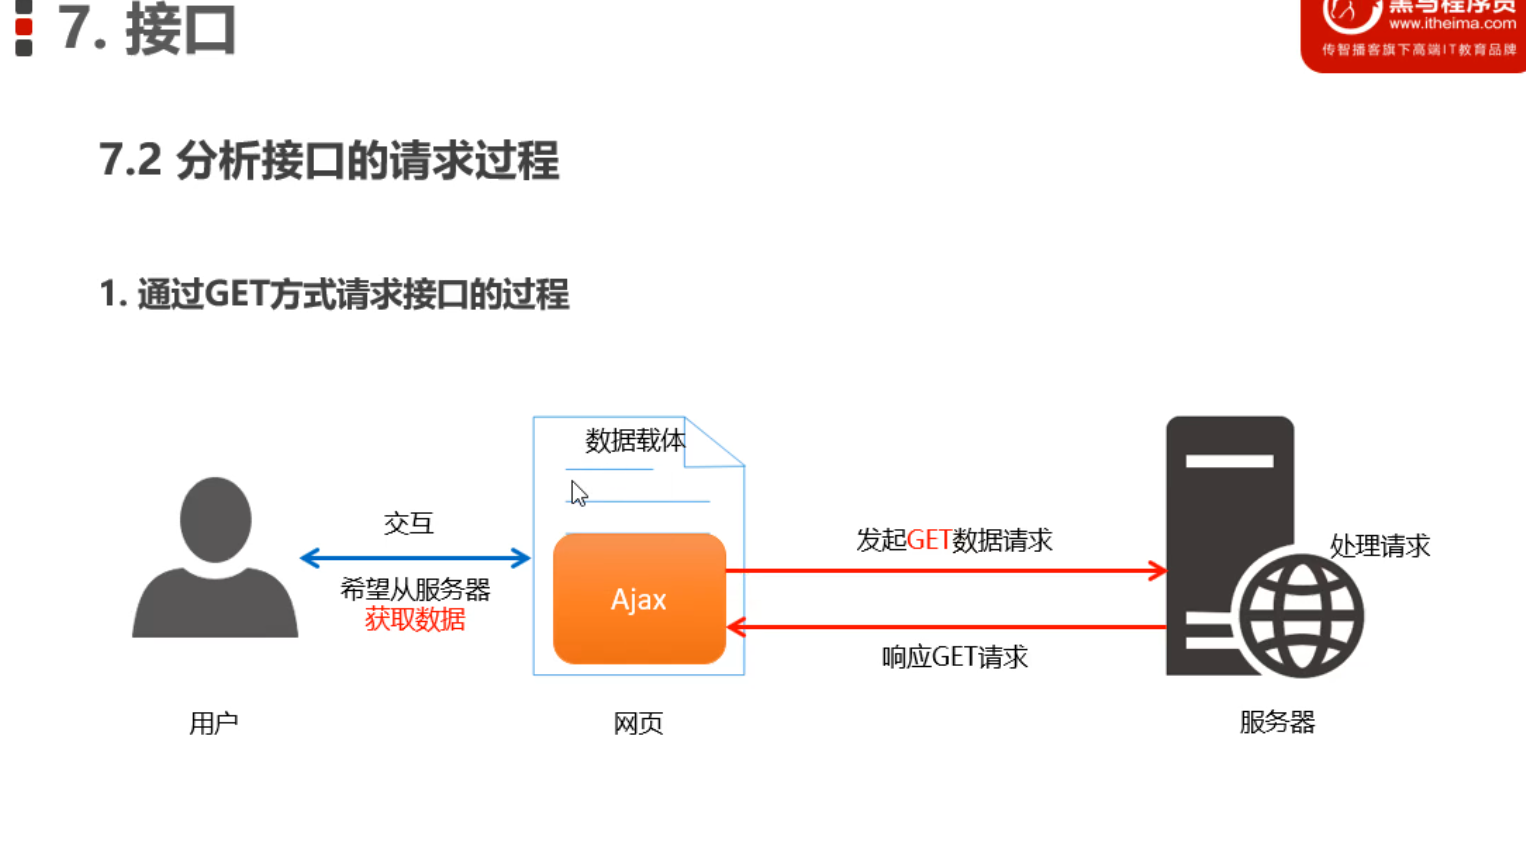 7. 接口
黑马程序员
www.itheima.com
传智播客旗下高端IT教育品牌
7.2 分析接口的请求过程
1. 通过GET方式请求接口的过程
数据载体
交互
希望从服务器
获取数据
Ajax
发起GET数据请求
响应GET请求
处理请求
用户
网页
服务器